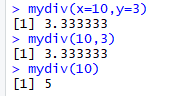 > mydiv(x=10,y=3)
[1] 3.333333
> mydiv(10,3)
[1] 3.333333
> mydiv(10)
[1] 5